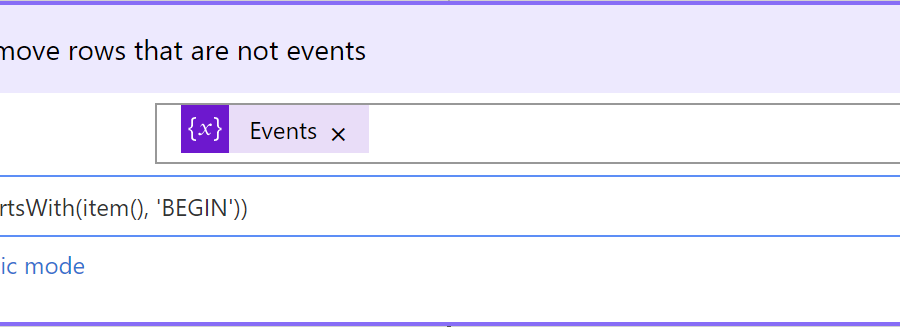 move rows that are not events
{x} Events ×
rtsWith(item(), 'BEGIN'))
ic mode